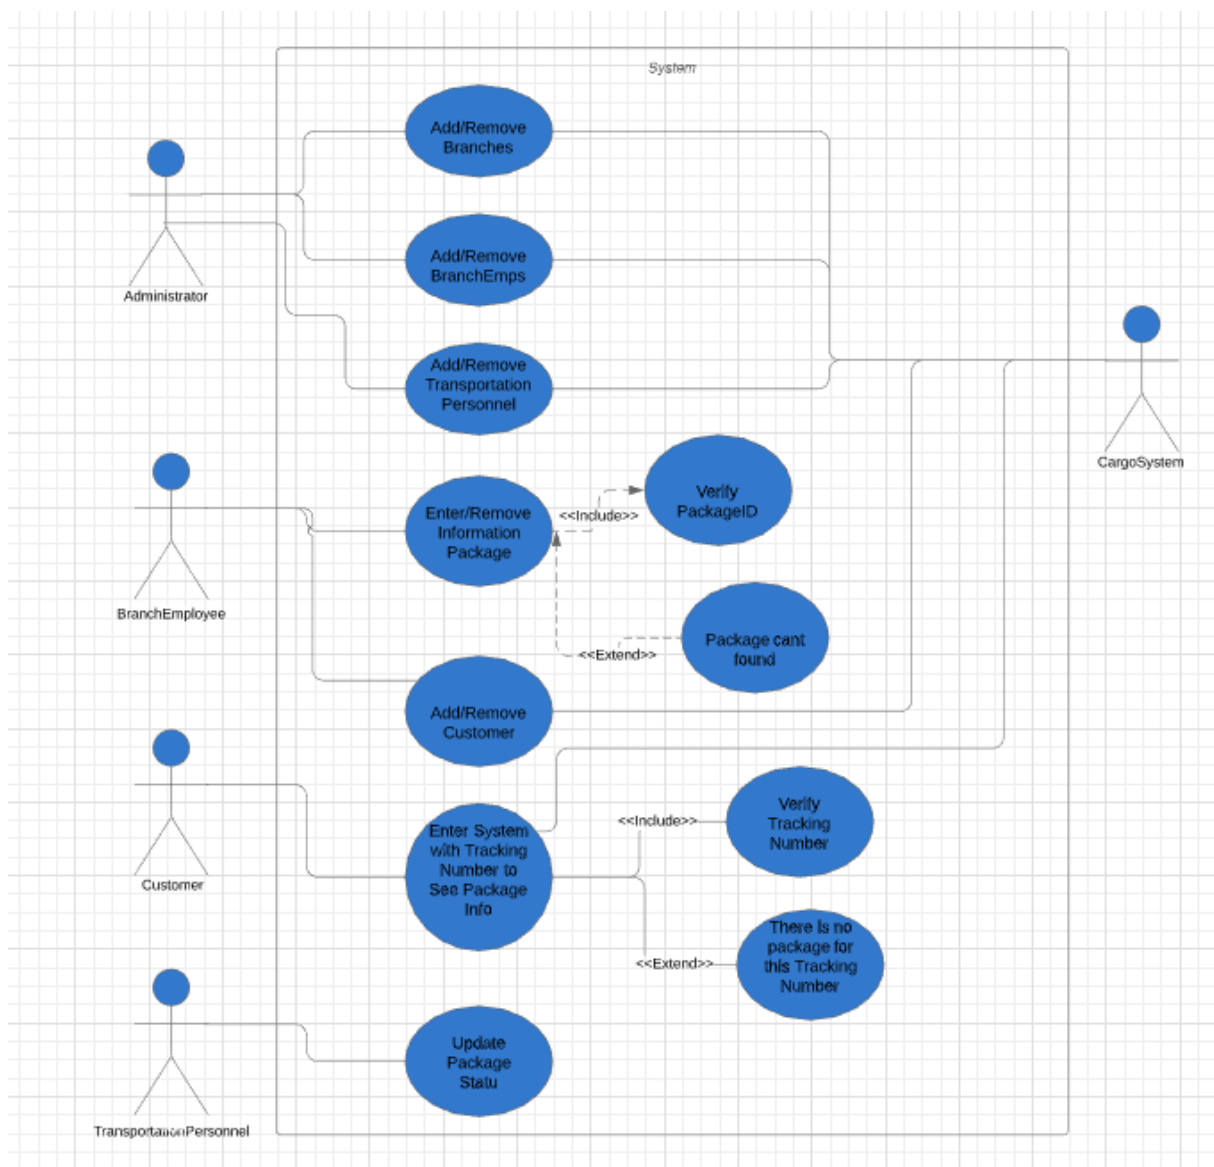 System
Add/Remove
Branches
Administrator
Add/Remove
BranchEmps
Add/Remove
Transportation
Personnel
CargoSystem
BranchEmployee
Enter/Remove
Information
Package
<<Include>>
Verify
PackageID
<<Extend>>
Package cant
found
Add/Remove
Customer
Customer
Enter System
with Tracking
Number to
See Package
Info
<<Include>>
Verify
Tracking
Number
<<Extend>>
There is no
package for
this Tracking
Number
TransportationPersonnel
Update
Package
Statu